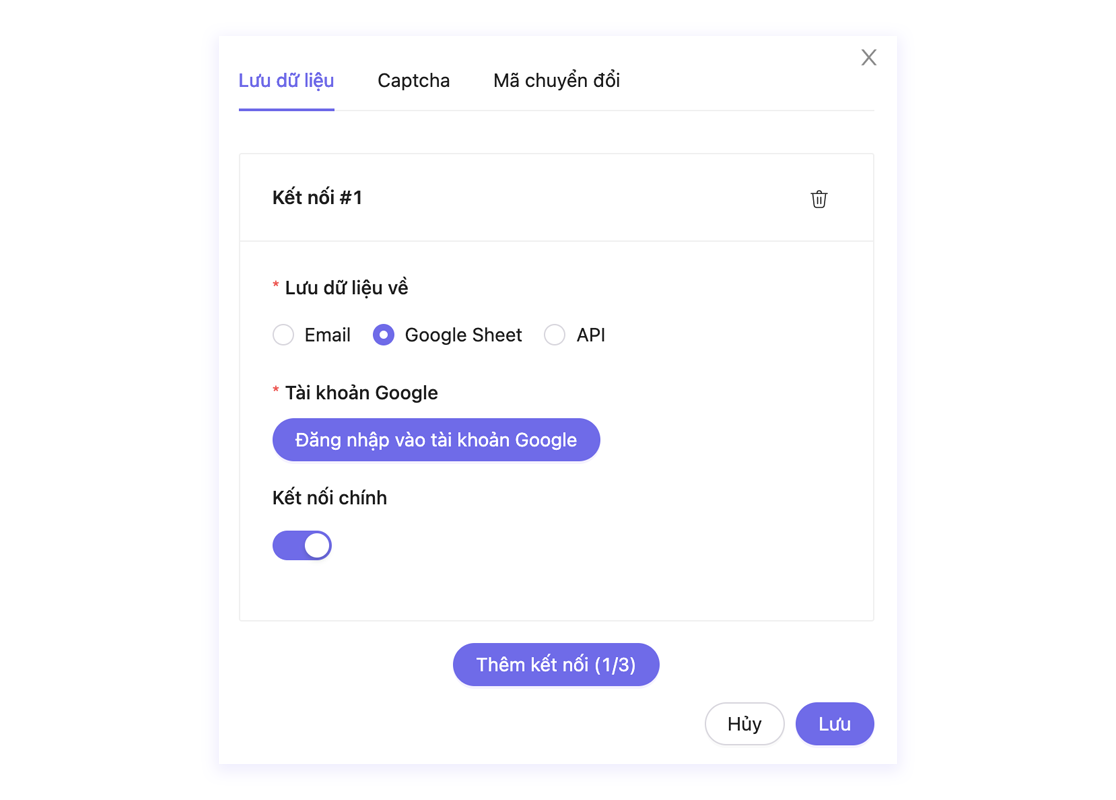 Lưu dữ liệu Captcha Mã chuyển đổi
Kết nối #1
* Lưu dữ liệu về
Email Google Sheet API
* Tài khoản Google
Đăng nhập vào tài khoản Google
Kết nối chính
Thêm kết nối (1/3)
Hủy Lưu